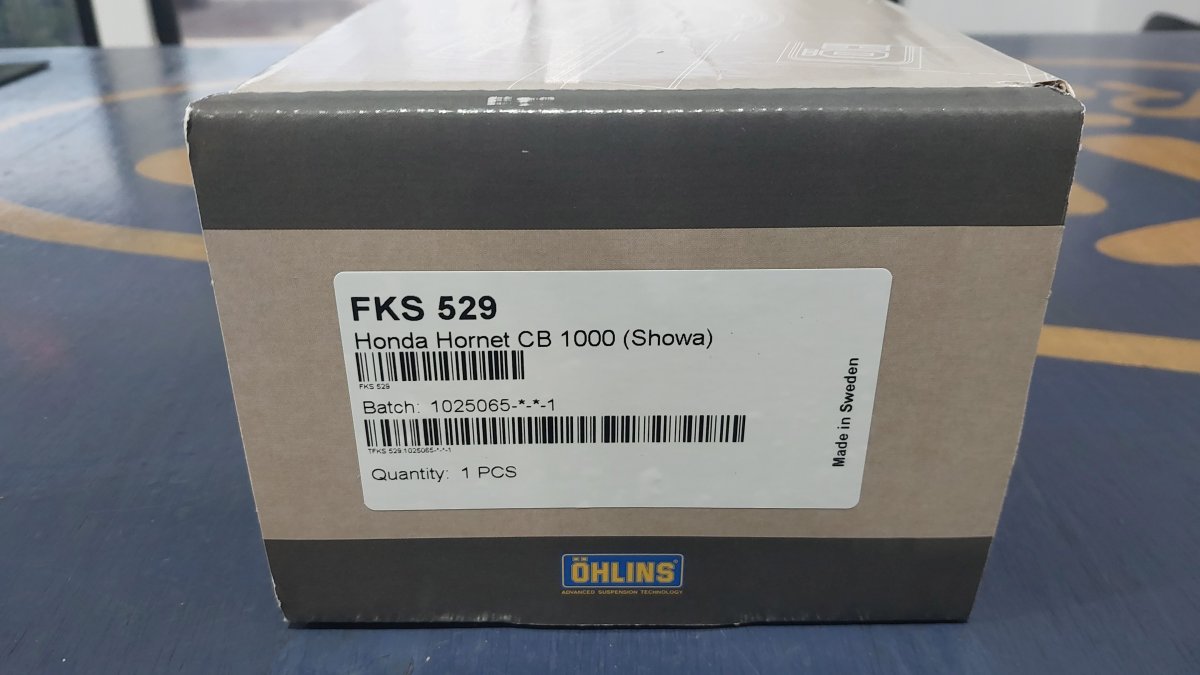 FKS 529
Honda Hornet CB 1000 (Showa)
FKS 529
Batch: 1025065-*-*-1
TFKS 529 1025065-*-*-1
Quantity: 1 PCS
Made in Sweden
ÖHLINS
ADVANCED SUSPENSION TECHNOLOGY